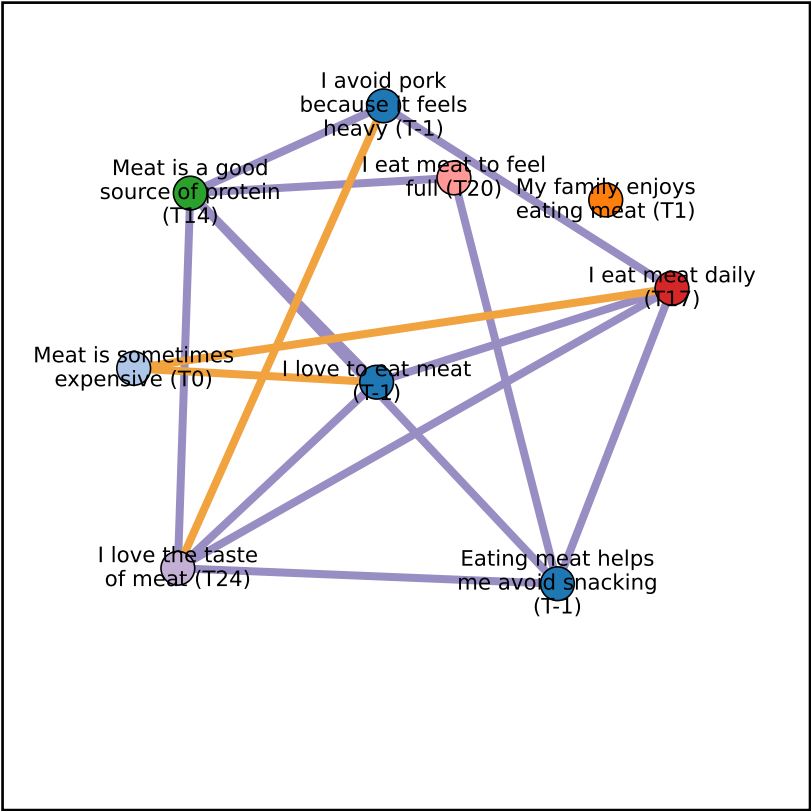 I avoid pork
because it feels
heavy (T-1)
Meat is a good
source of protein
(T14)
I eat meat to feel
full (T20)
My family enjoys
eating meat (T1)
I eat meat daily
(T17)
Meat is sometimes
expensive (T0)
I love to eat meat
(T-1)
I love the taste
of meat (T24)
Eating meat helps
me avoid snacking
(T-1)